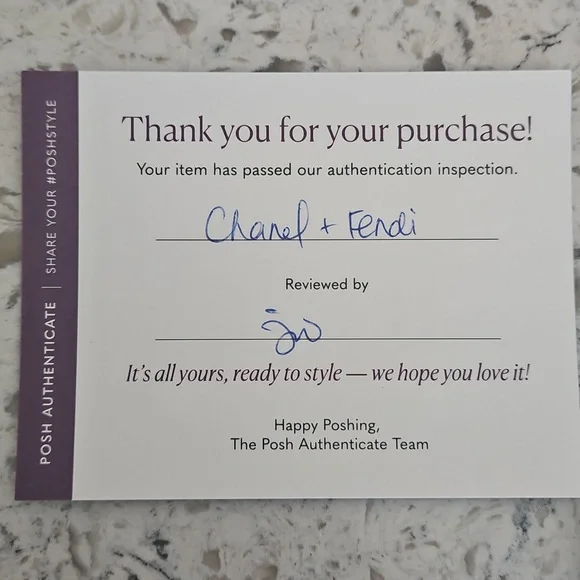 Thank you for your purchase!
Your item has passed our authentication inspection.
Chanel + Fendi
Reviewed by
It's all yours, ready to style — we hope you love it!
Happy Poshing,
The Posh Authenticate Team
POSH AUTHENTICATE | SHARE YOUR #POSHSTYLE